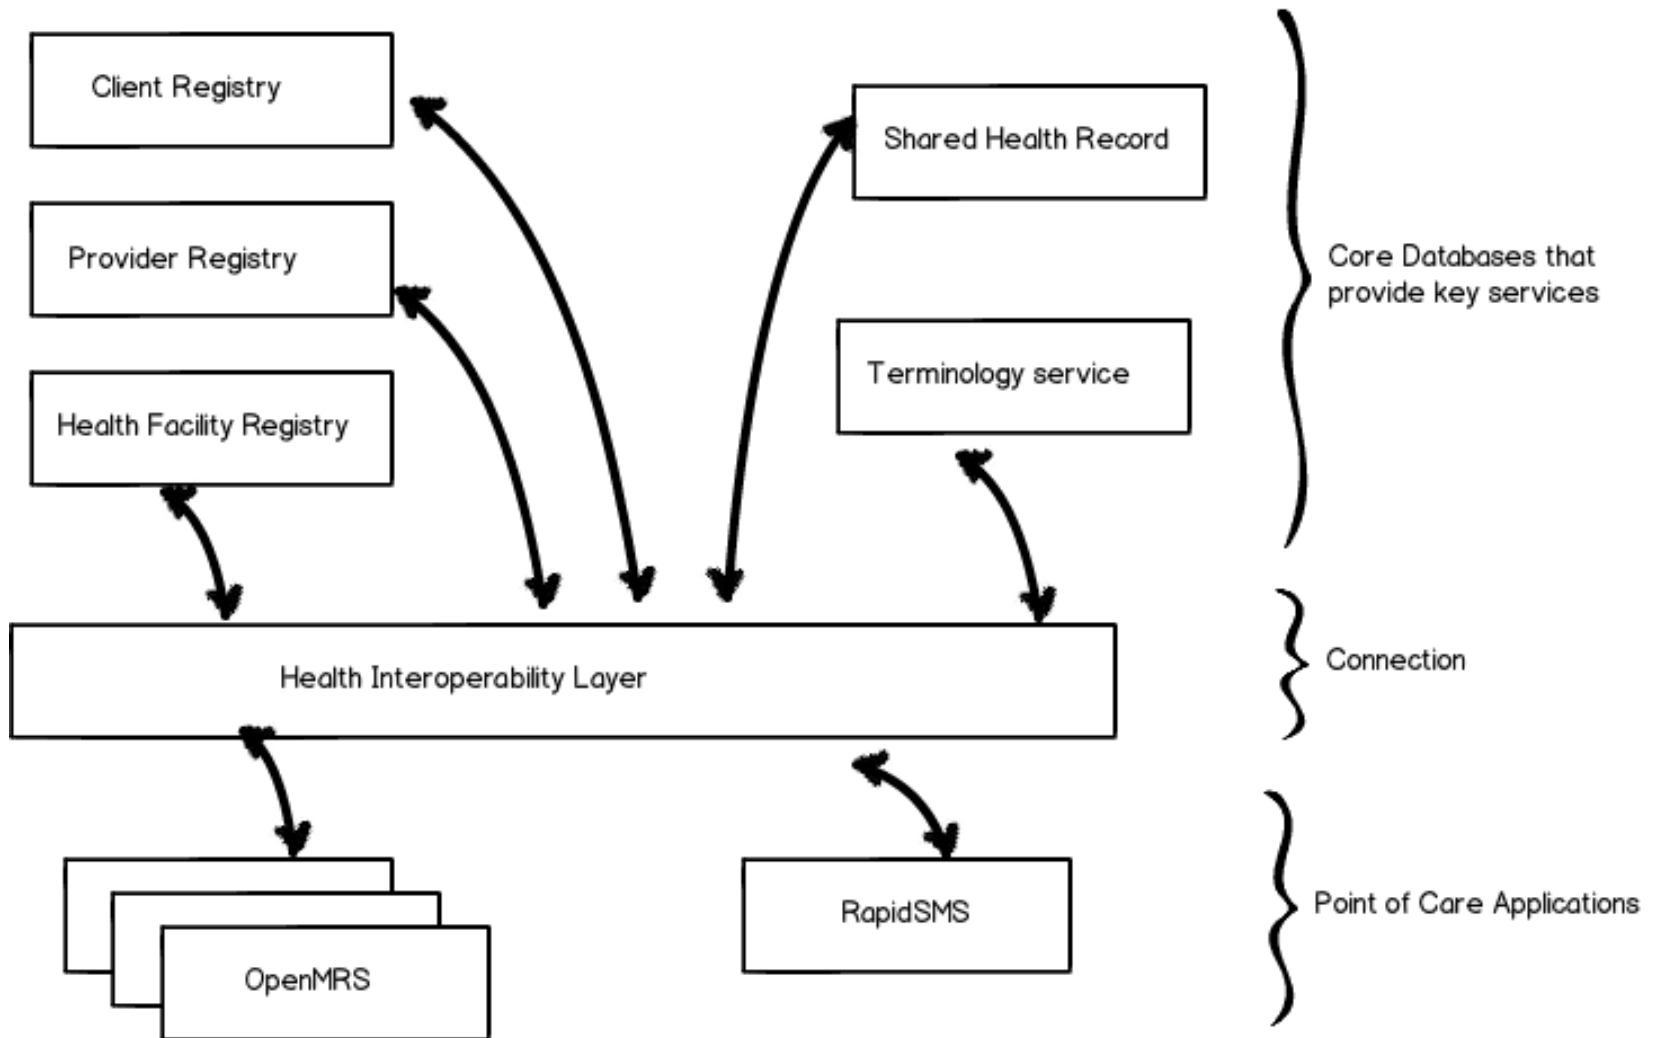 Client Registry
Shared Health Record
Provider Registry
Core Databases that
provide key services
Terminology service
Health Facility Registry
Health Interoperability Layer
Connection
RapidSMS
Point of Care Applications
OpenMRS